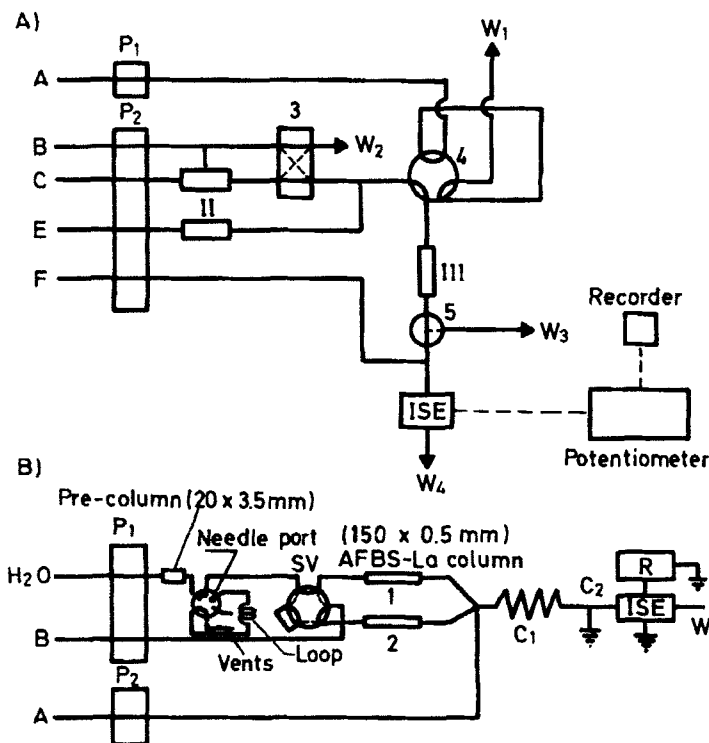 A)
W1
P1
A
P2
3
B
W2
4
C
II
E
III
F
5
Recorder
W3
ISE
Potentiometer
W4
B)
Pre-column (20 x 3.5mm)
P1
Needle port
(150 x 0.5 mm)
SV
AFBS-La column
H2O
R
1
C2
ISE
C1
W
B
2
Vents
Loop
P2
A